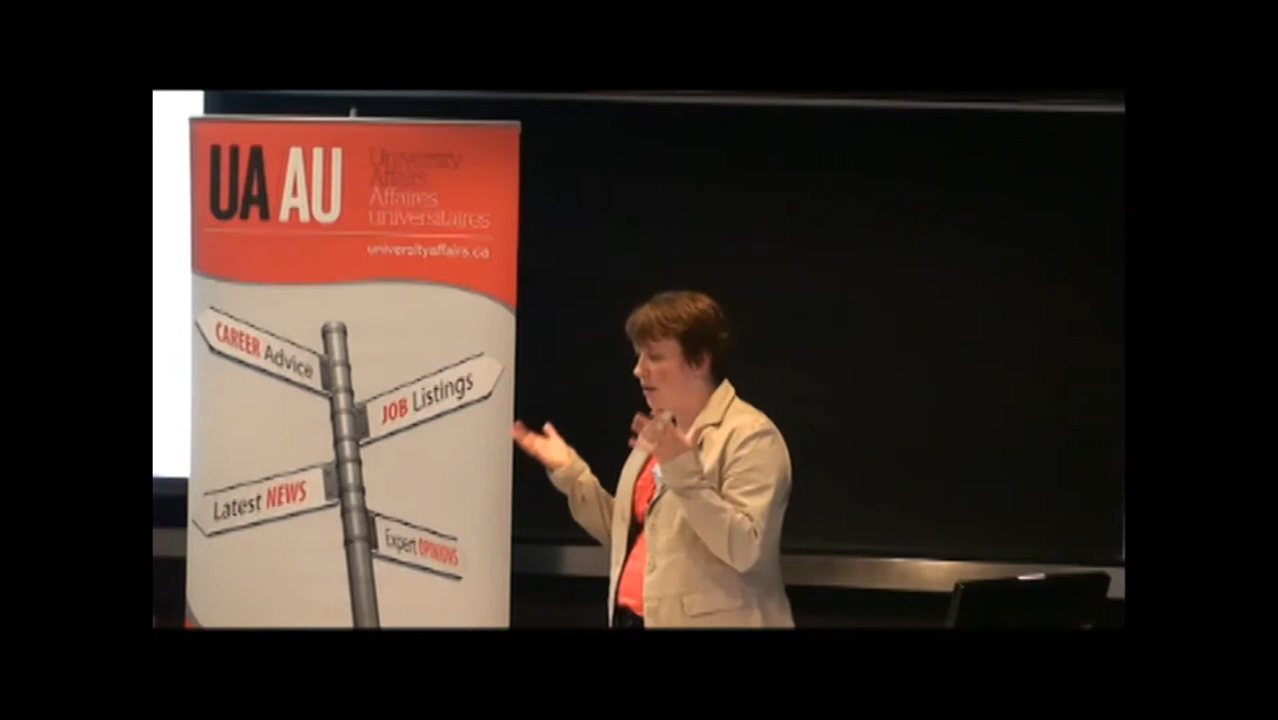 UA AU
University
Affairs
Affaires
universitaires
universityaffairs.ca
CAREER Advice
JOB Listings
Latest NEWS
Expert OPINIONS